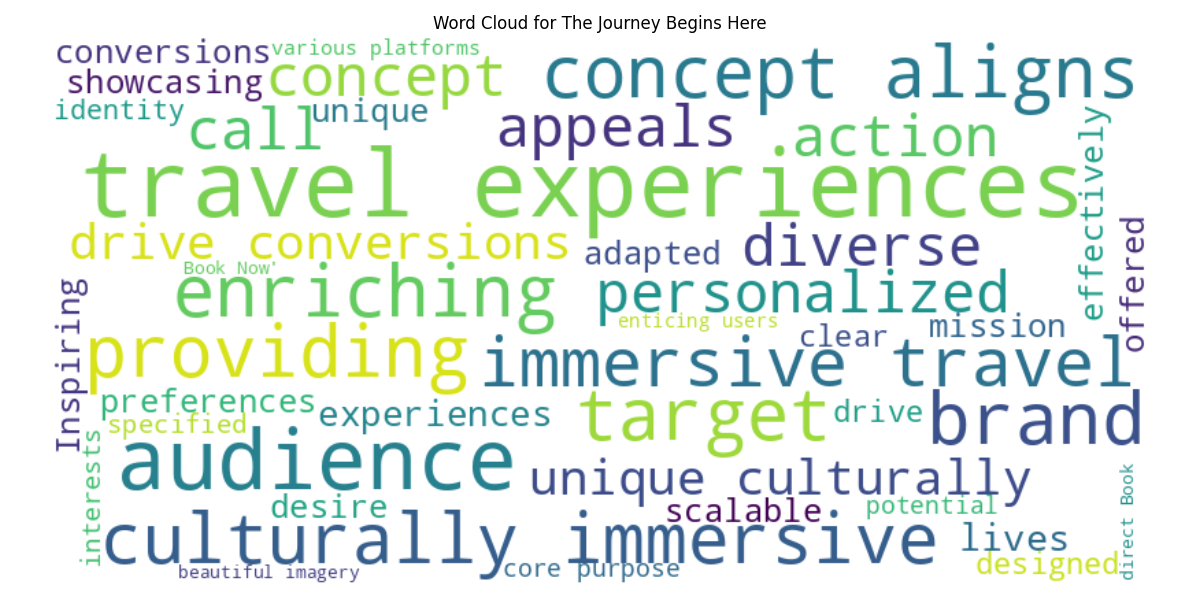 Word Cloud for The Journey Begins Here
conversions
various platforms
showcasing
concept
concept aligns
identity
unique
call
appeals
action
effectively
travel experiences
drive conversions
adapted
diverse
offered
Book Now'
enriching
personalized
Inspiring
enticing users
clear
mission
providing
immersive travel
preferences
experiences
target
drive
brand
specified
audience
unique culturally
interests
desire
scalable
potential
direct Book
culturally immersive
lives
designed
beautiful imagery
core purpose